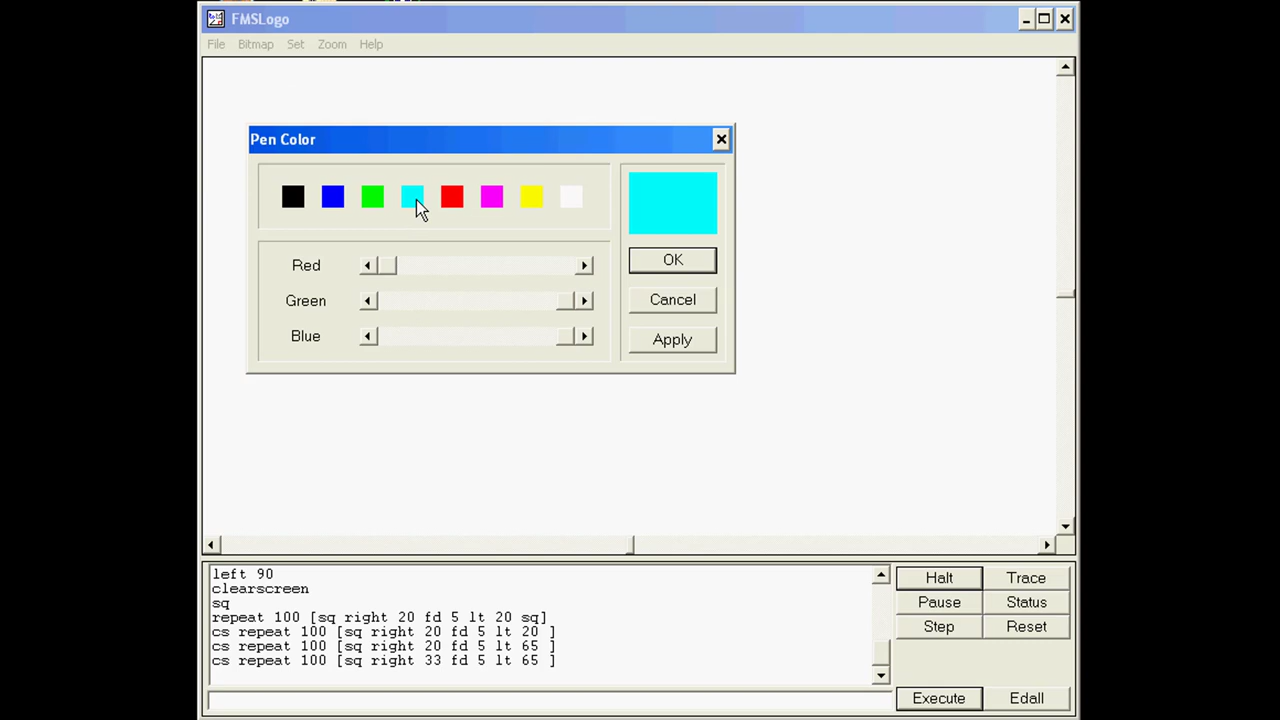 FMSLogo
File Bitmap Set Zoom Help
Pen Color
Red
Green
Blue
OK
Cancel
Apply
left 90
clearscreen
sq
repeat 100 [sq right 20 fd 5 lt 20 sq]
cs repeat 100 [sq right 20 fd 5 lt 20 ]
cs repeat 100 [sq right 20 fd 5 lt 65 ]
cs repeat 100 [sq right 33 fd 5 lt 65 ]
Halt Trace
Pause Status
Step Reset
Execute Edall